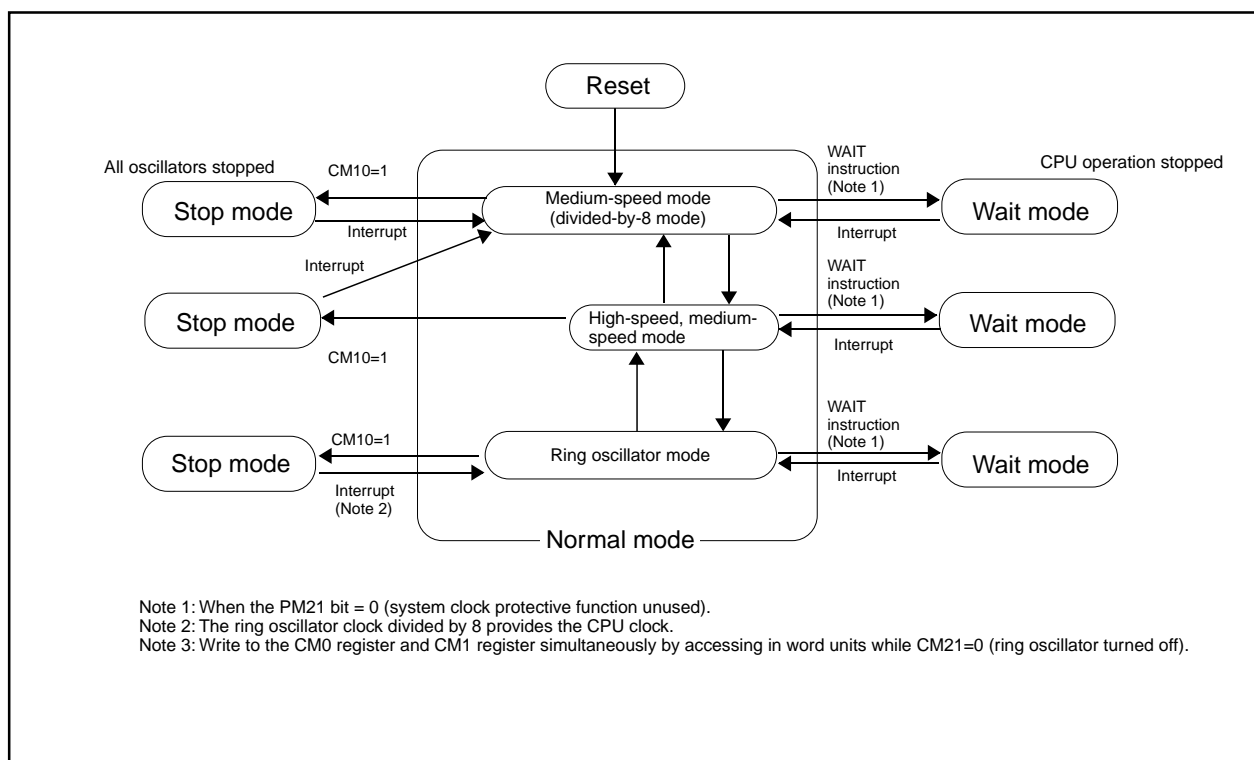 Reset
All oscillators stopped
CM10=1
WAIT
instruction
(Note 1)
CPU operation stopped
Stop mode
Medium-speed mode
(divided-by-8 mode)
Wait mode
Interrupt
Interrupt
Interrupt
WAIT
instruction
(Note 1)
Stop mode
High-speed, medium-
speed mode
Wait mode
Interrupt
CM10=1
WAIT
instruction
(Note 1)
CM10=1
Stop mode
Ring oscillator mode
Wait mode
Interrupt
Interrupt
(Note 2)
Normal mode
Note 1: When the PM21 bit = 0 (system clock protective function unused).
Note 2: The ring oscillator clock divided by 8 provides the CPU clock.
Note 3: Write to the CM0 register and CM1 register simultaneously by accessing in word units while CM21=0 (ring oscillator turned off).